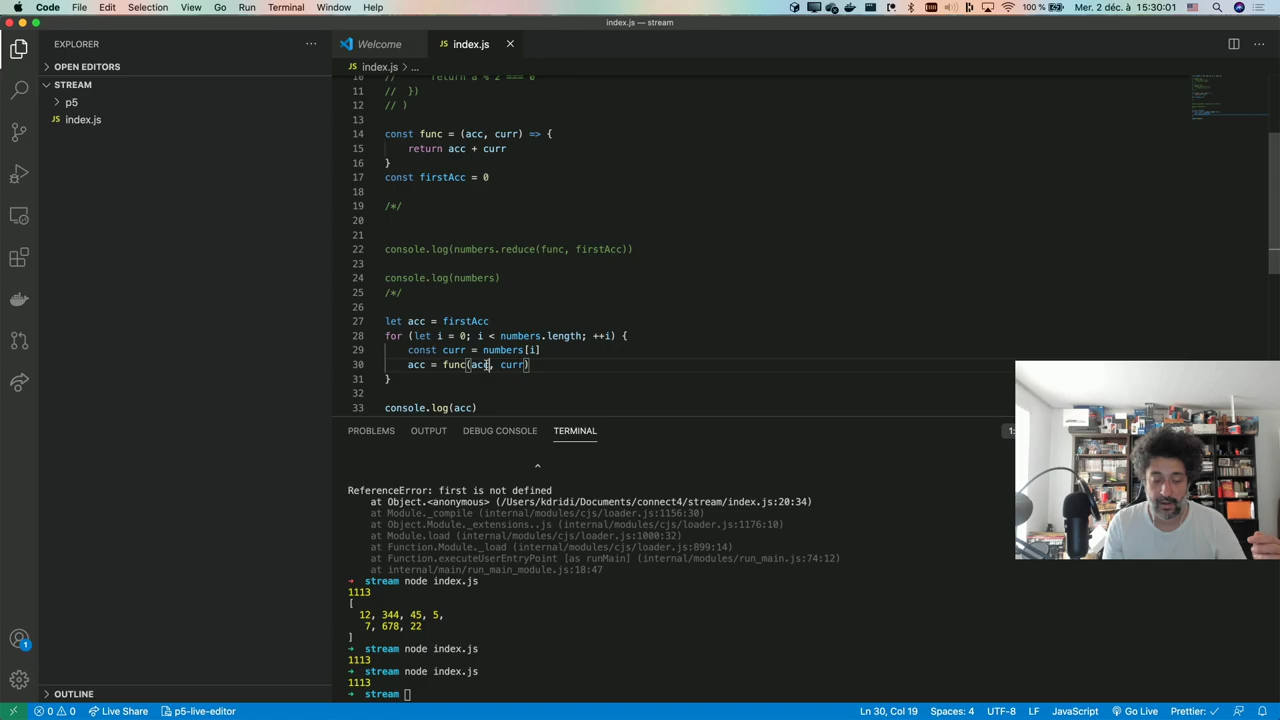 Code File Edit Selection View Go Run Terminal Window Help 100 % Mer. 2 déc. à 15:30:01
index.js — stream
EXPLORER
Welcome
index.js
OPEN EDITORS
STREAM
p5
index.js
index.js > ...
10 // return a % 2 === 0
11 // })
12 // )
13
14 const func = (acc, curr) => {
15 return acc + curr
16 }
17 const firstAcc = 0
18
19 /*/
20
21
22 console.log(numbers.reduce(func, firstAcc))
23
24 console.log(numbers)
25 /*/
26
27 let acc = firstAcc
28 for (let i = 0; i < numbers.length; ++i) {
29 const curr = numbers[i]
30 acc = func(acc, curr)
31 }
32
33 console.log(acc)
PROBLEMS OUTPUT DEBUG CONSOLE TERMINAL
1:
^
ReferenceError: first is not defined
at Object.<anonymous> (/Users/kdridi/Documents/connect4/stream/index.js:20:34)
at Module._compile (internal/modules/cjs/loader.js:1156:30)
at Object.Module._extensions..js (internal/modules/cjs/loader.js:1176:10)
at Module.load (internal/modules/cjs/loader.js:1000:32)
at Function.Module._load (internal/modules/cjs/loader.js:899:14)
at Function.executeUserEntryPoint [as runMain] (internal/modules/run_main.js:74:12)
at internal/main/run_main_module.js:18:47
➜ stream node index.js
1113
[
12, 344, 45, 5,
7, 678, 22
]
➜ stream node index.js
1113
➜ stream node index.js
1113
➜ stream
1
OUTLINE
0 0 Live Share p5-live-editor Ln 30, Col 19 Spaces: 4 UTF-8 LF JavaScript Go Live Prettier: ✓